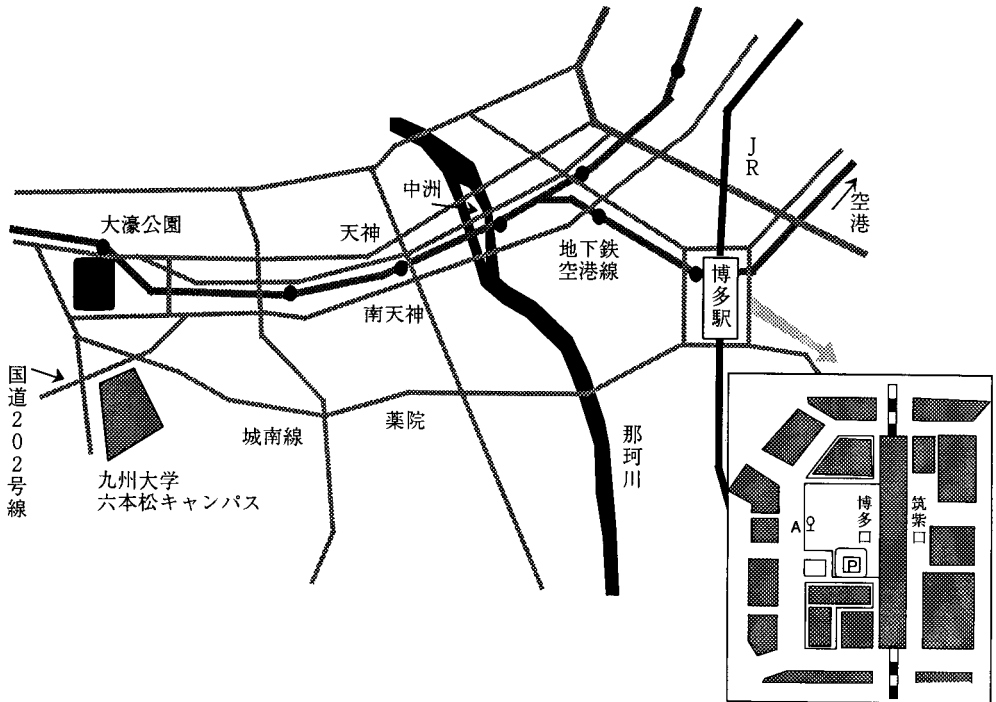 JR
中洲
空港
大濠公園
天神
地下鉄
空港線
博多駅
南天神
国道202号線
薬院
城南線
那珂川
九州大学
六本松キャンパス
博多口
筑紫口
A
P